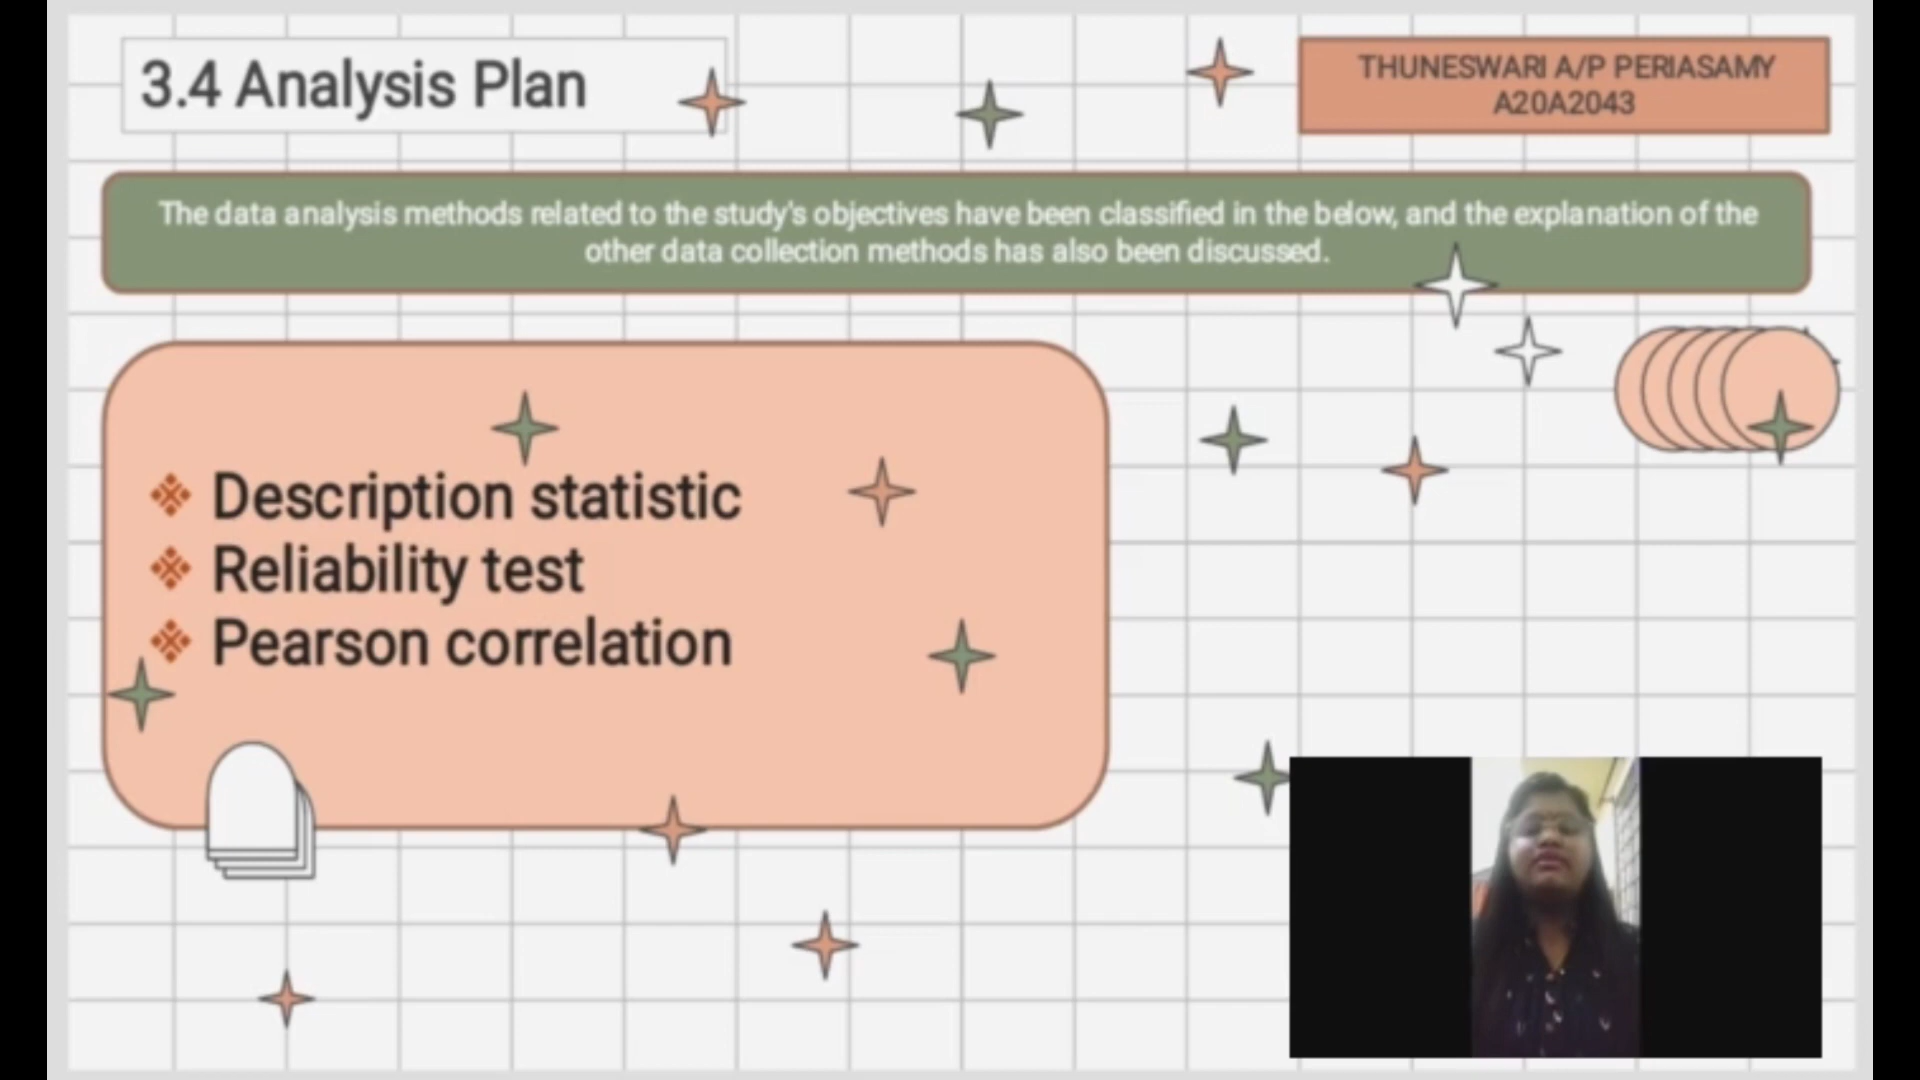 3.4 Analysis Plan
THUNESWARI A/P PERIASAMY
A20A2043
The data analysis methods related to the study's objectives have been classified in the below, and the explanation of the
other data collection methods has also been discussed.
Description statistic
Reliability test
Pearson correlation